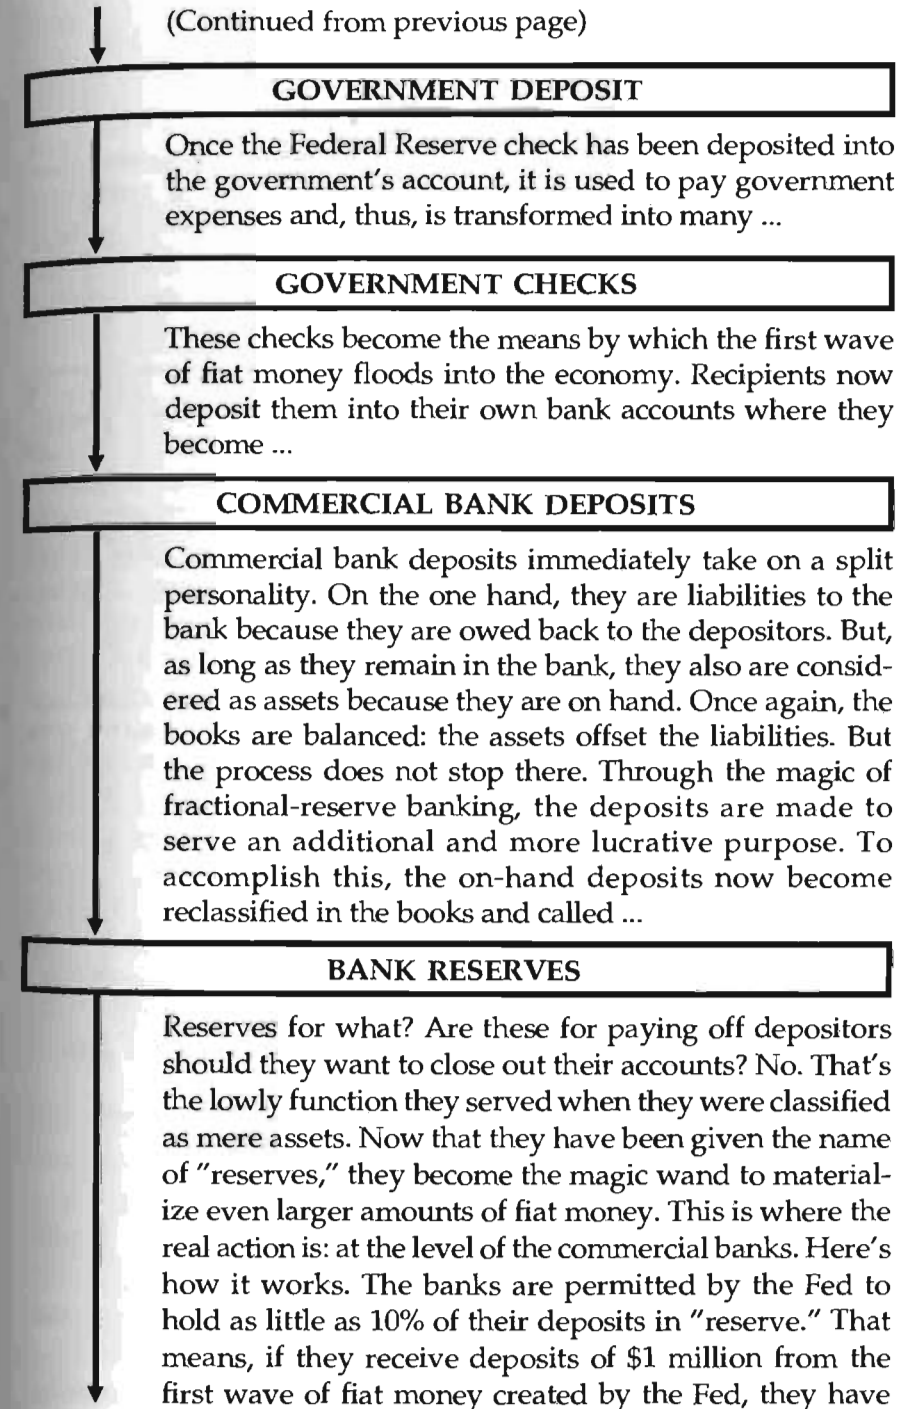 (Continued from previous page)
GOVERNMENT DEPOSIT
Once the Federal Reserve check has been deposited into
the government's account, it is used to pay government
expenses and, thus, is transformed into many ...
GOVERNMENT CHECKS
These checks become the means by which the first wave
of fiat money floods into the economy. Recipients now
deposit them into their own bank accounts where they
become ...
COMMERCIAL BANK DEPOSITS
Commercial bank deposits immediately take on a split
personality. On the one hand, they are liabilities to the
bank because they are owed back to the depositors. But,
as long as they remain in the bank, they also are consid-
ered as assets because they are on hand. Once again, the
books are balanced: the assets offset the liabilities. But
the process does not stop there. Through the magic of
fractional-reserve banking, the deposits are made to
serve an additional and more lucrative purpose. To
accomplish this, the on-hand deposits now become
reclassified in the books and called ...
BANK RESERVES
Reserves for what? Are these for paying off depositors
should they want to close out their accounts? No. That's
the lowly function they served when they were classified
as mere assets. Now that they have been given the name
of "reserves," they become the magic wand to material-
ize even larger amounts of fiat money. This is where the
real action is: at the level of the commercial banks. Here's
how it works. The banks are permitted by the Fed to
hold as little as 10% of their deposits in "reserve." That
means, if they receive deposits of $1 million from the
first wave of fiat money created by the Fed, they have